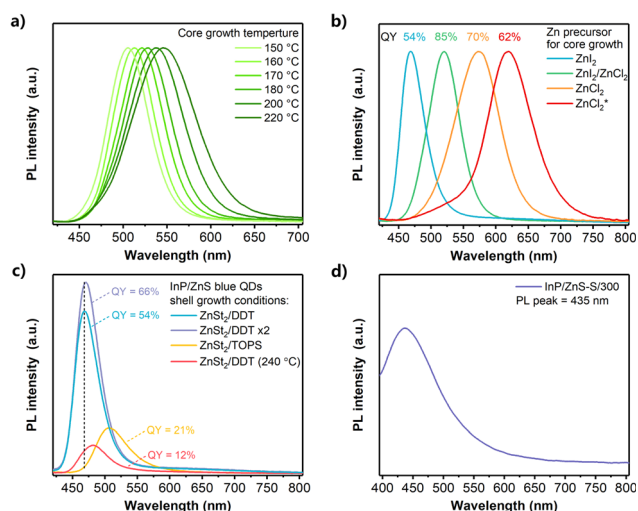 a)
Core growth temperture
150 °C
160 °C
170 °C
180 °C
200 °C
220 °C
PL intensity (a.u.)
450 500 550 600 650 700
Wavelength (nm)
b)
QY 54% 85% 70% 62%
Zn precursor
for core growth
ZnI2
ZnI2/ZnCl2
ZnCl2
ZnCl2*
PL intensity (a.u.)
400 450 500 550 600 650 700 750 800
Wavelength (nm)
c)
QY = 66%
QY = 54%
QY = 21%
QY = 12%
InP/ZnS blue QDs
shell growth conditions:
ZnSt2/DDT
ZnSt2/DDT x2
ZnSt2/TOPS
ZnSt2/DDT (240 °C)
PL intensity (a.u.)
450 500 550 600 650 700 750 800
Wavelength (nm)
d)
InP/ZnS-S/300
PL peak = 435 nm
PL intensity (a.u.)
400 450 500 550 600 650 700 750 800
Wavelength (nm)